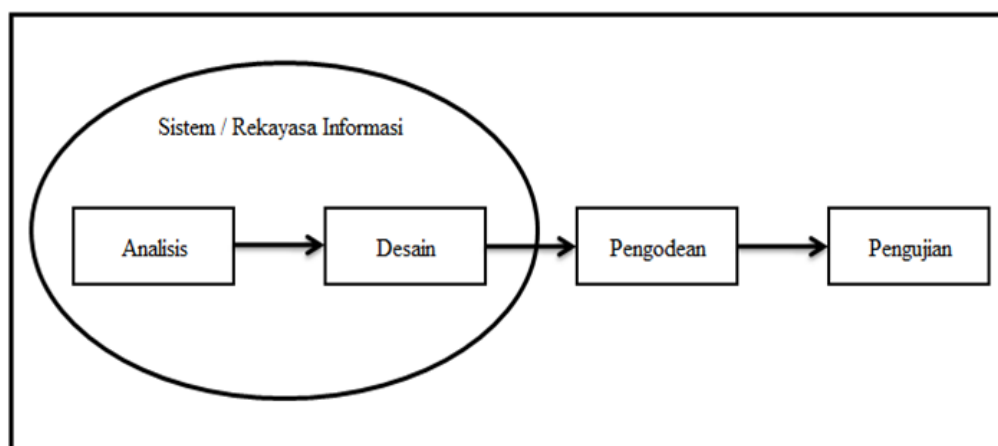 Sistem / Rekayasa Informasi
Analisis
Desain
Pengodean
Pengujian